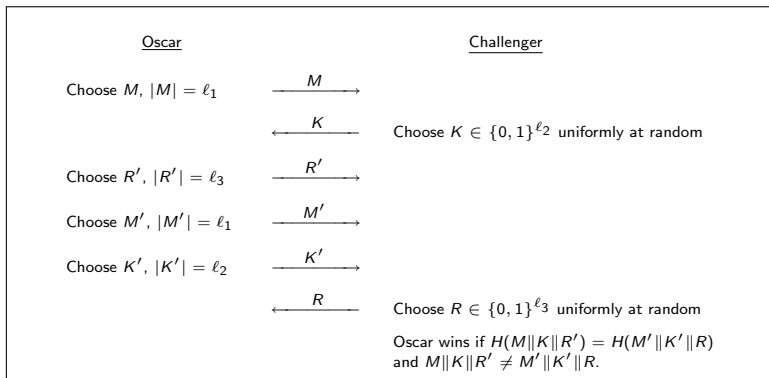 Oscar Challenger
Choose M, |M| = ℓ₁ M
K Choose K ∈ {0, 1}^ℓ₂ uniformly at random
Choose R′, |R′| = ℓ₃ R′
Choose M′, |M′| = ℓ₁ M′
Choose K′, |K′| = ℓ₂ K′
R Choose R ∈ {0, 1}^ℓ₃ uniformly at random
Oscar wins if H(M‖K‖R′) = H(M′‖K′‖R)
and M‖K‖R′ ≠ M′‖K′‖R.